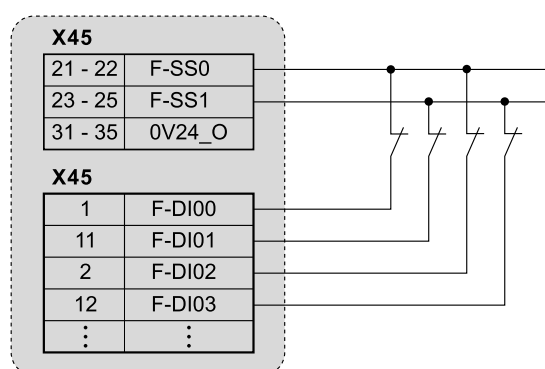 X45
21 - 22 F-SS0
23 - 25 F-SS1
31 - 35 0V24_O
X45
1 F-DI00
11 F-DI01
2 F-DI02
12 F-DI03
⋮ ⋮